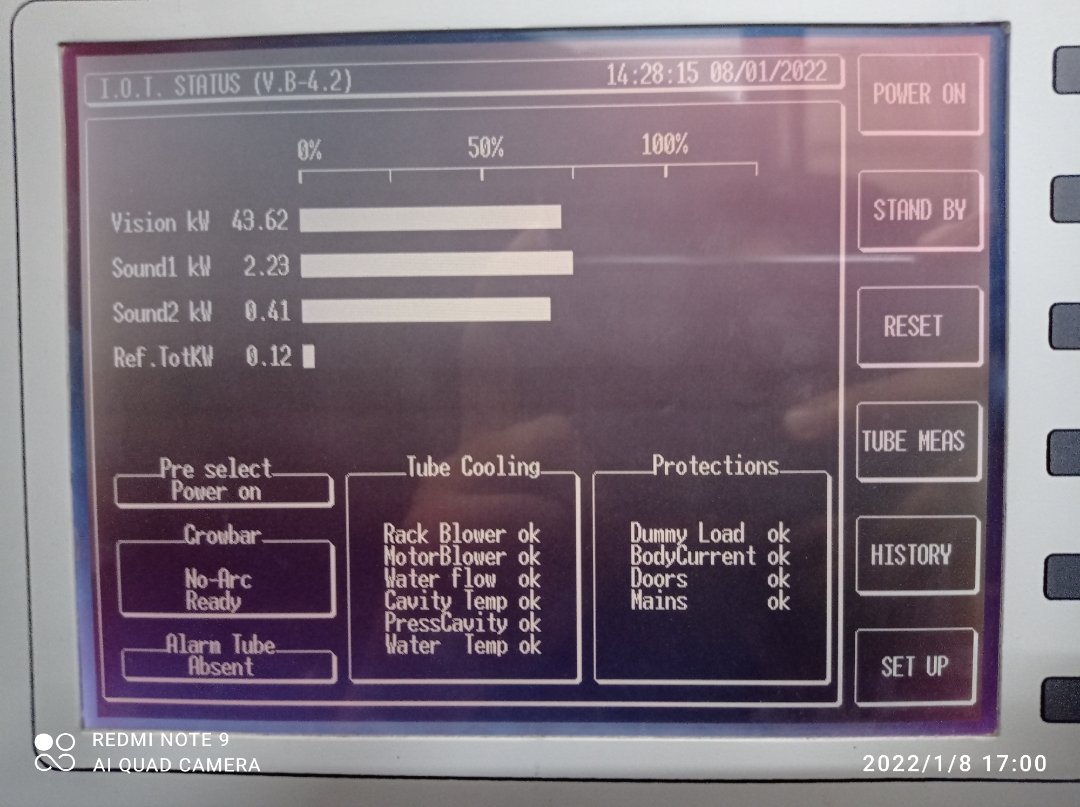 I.O.T. STATUS (V.B-4.2) 14:28:15 08/01/2022
0% 50% 100%
Vision kW 43.62
Sound1 kW 2.23
Sound2 kW 0.41
Ref.TotKW 0.12
Pre select
Power on
Crowbar
No-Arc
Ready
Alarm Tube
Absent
Tube Cooling
Rack Blower ok
MotorBlower ok
Water flow ok
Cavity Temp ok
PressCavity ok
Water Temp ok
Protections
Dummy Load ok
BodyCurrent ok
Doors ok
Mains ok
POWER ON
STAND BY
RESET
TUBE MEAS
HISTORY
SET UP
REDMI NOTE 9
AI QUAD CAMERA
2022/1/8 17:00